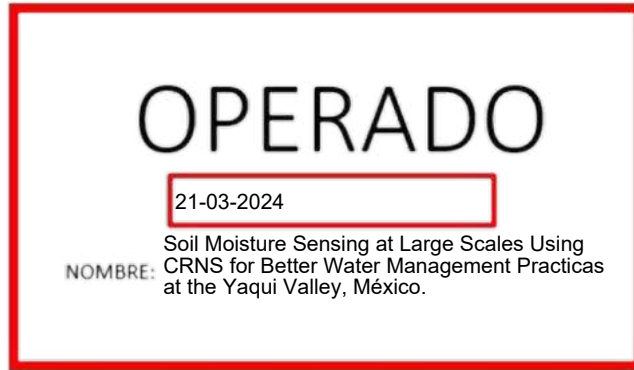 OPERADO
21-03-2024
Soil Moisture Sensing at Large Scales Using
NOMBRE: CRNS for Better Water Management Practicas
at the Yaqui Valley, México.